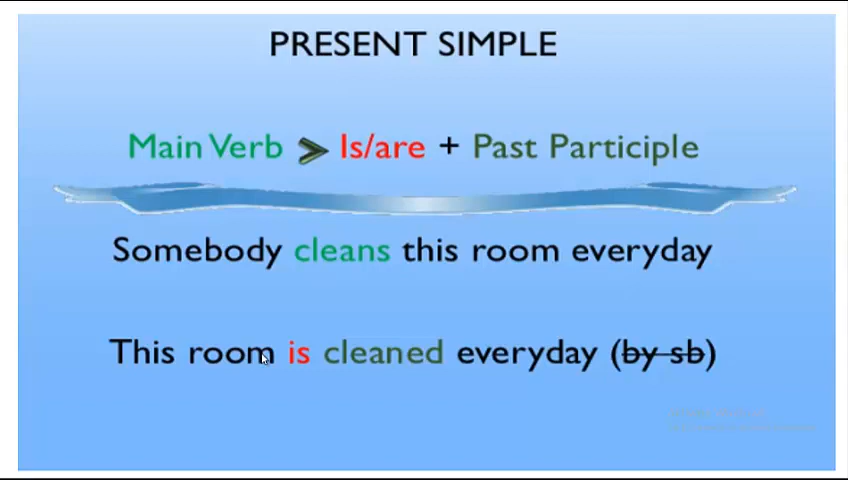 PRESENT SIMPLE
Main Verb > Is/are + Past Participle
Somebody cleans this room everyday
This room is cleaned everyday (by sb)